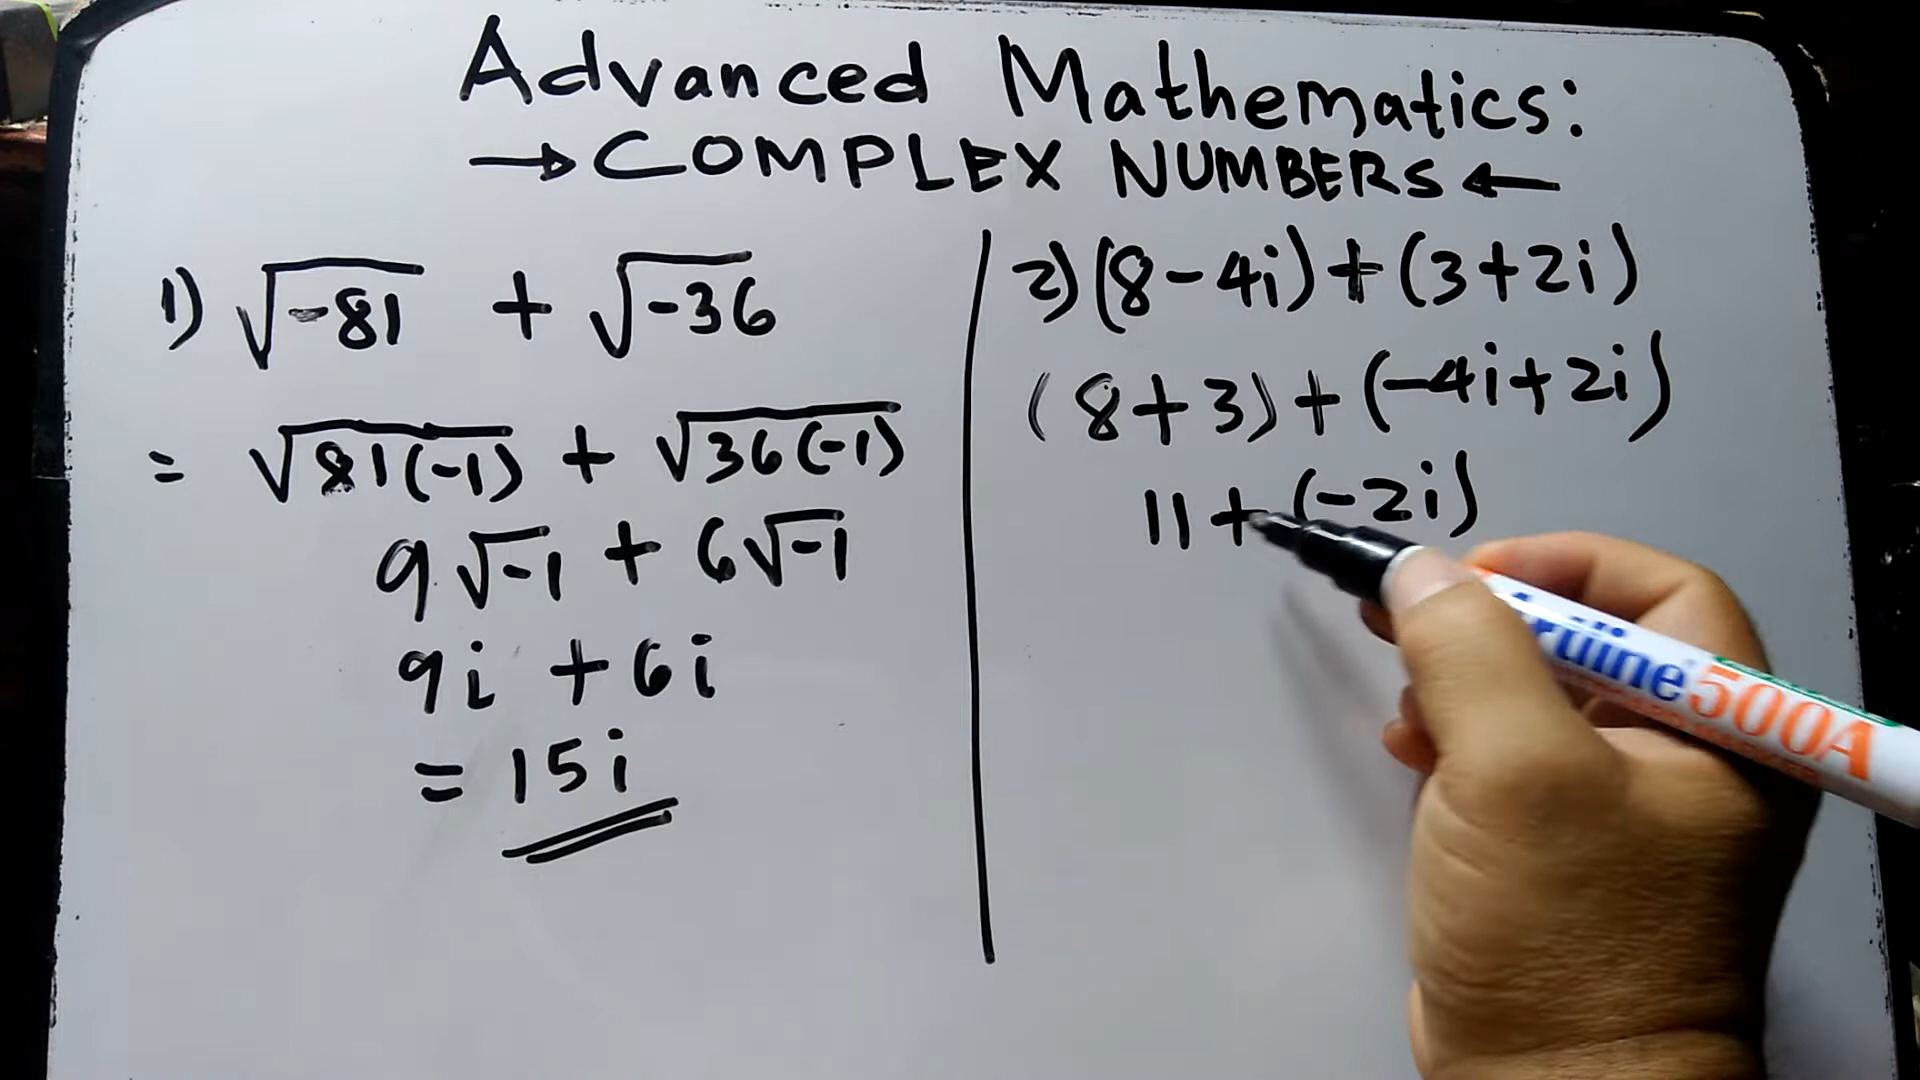 Advanced Mathematics:
→ COMPLEX NUMBERS ←
1) √-81 + √-36
= √81(-1) + √36(-1)
9√-1 + 6√-1
9i + 6i
= 15i
2) (8-4i)+(3+2i)
(8+3)+(-4i+2i)
11+(-2i)
500A